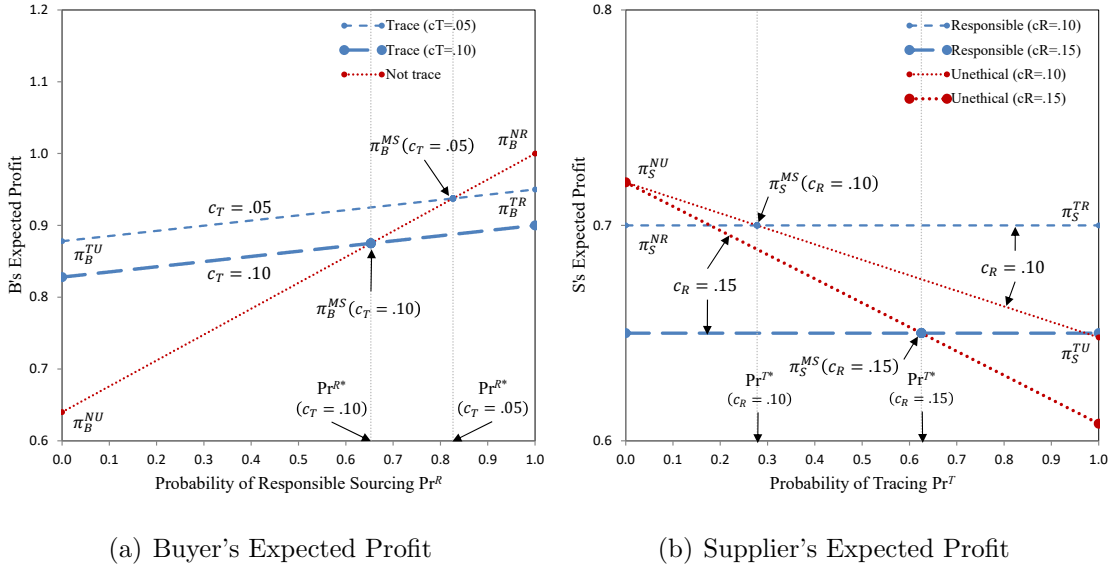 1.2
1.1
1.0
0.9
0.8
0.7
0.6
B's Expected Profit
Trace (cT=.05)
Trace (cT=.10)
Not trace
π_B^{MS}(c_T = .05)
π_B^{NR}
c_T = .05
π_B^{TR}
π_B^{TU}
c_T = .10
π_B^{MS}(c_T = .10)
Pr^{R*}
(c_T = .10)
Pr^{R*}
(c_T = .05)
π_B^{NU}
0.0 0.1 0.2 0.3 0.4 0.5 0.6 0.7 0.8 0.9 1.0
Probability of Responsible Sourcing Pr^R
(a) Buyer's Expected Profit
0.8
0.7
0.6
S's Expected Profit
Responsible (cR=.10)
Responsible (cR=.15)
Unethical (cR=.10)
Unethical (cR=.15)
π_S^{NU}
π_S^{MS}(c_R = .10)
π_S^{TR}
π_S^{NR}
c_R = .15
c_R = .10
π_S^{MS}(c_R = .15)
π_S^{TU}
Pr^{T*}
(c_R = .10)
Pr^{T*}
(c_R = .15)
0.0 0.1 0.2 0.3 0.4 0.5 0.6 0.7 0.8 0.9 1.0
Probability of Tracing Pr^T
(b) Supplier's Expected Profit